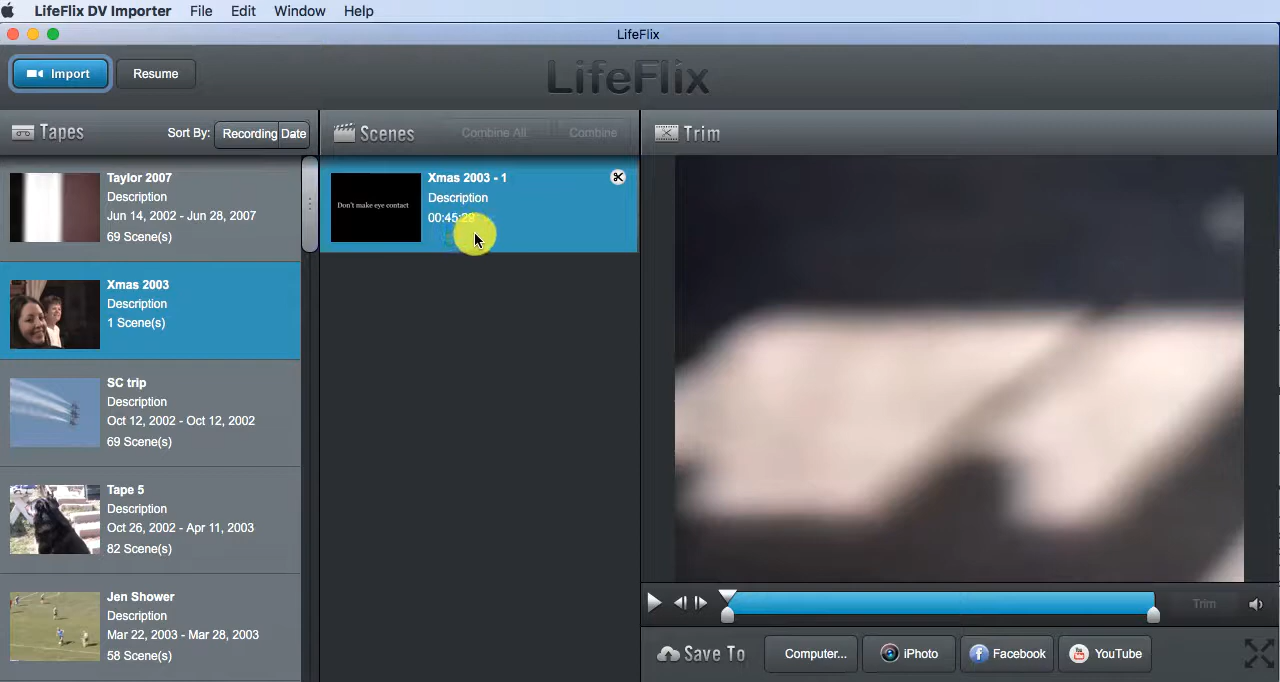 LifeFlix DV Importer File Edit Window Help
LifeFlix
Import Resume LifeFlix
Tapes Sort By: Recording Date
Scenes Combine All Combine
Trim
Taylor 2007
Description
Jun 14, 2002 - Jun 28, 2007
69 Scene(s)
Xmas 2003
Description
1 Scene(s)
SC trip
Description
Oct 12, 2002 - Oct 12, 2002
69 Scene(s)
Tape 5
Description
Oct 26, 2002 - Apr 11, 2003
82 Scene(s)
Jen Shower
Description
Mar 22, 2003 - Mar 28, 2003
58 Scene(s)
Don't make eye contact
Xmas 2003 - 1
Description
00:45:29
Trim
Save To Computer... iPhoto Facebook YouTube